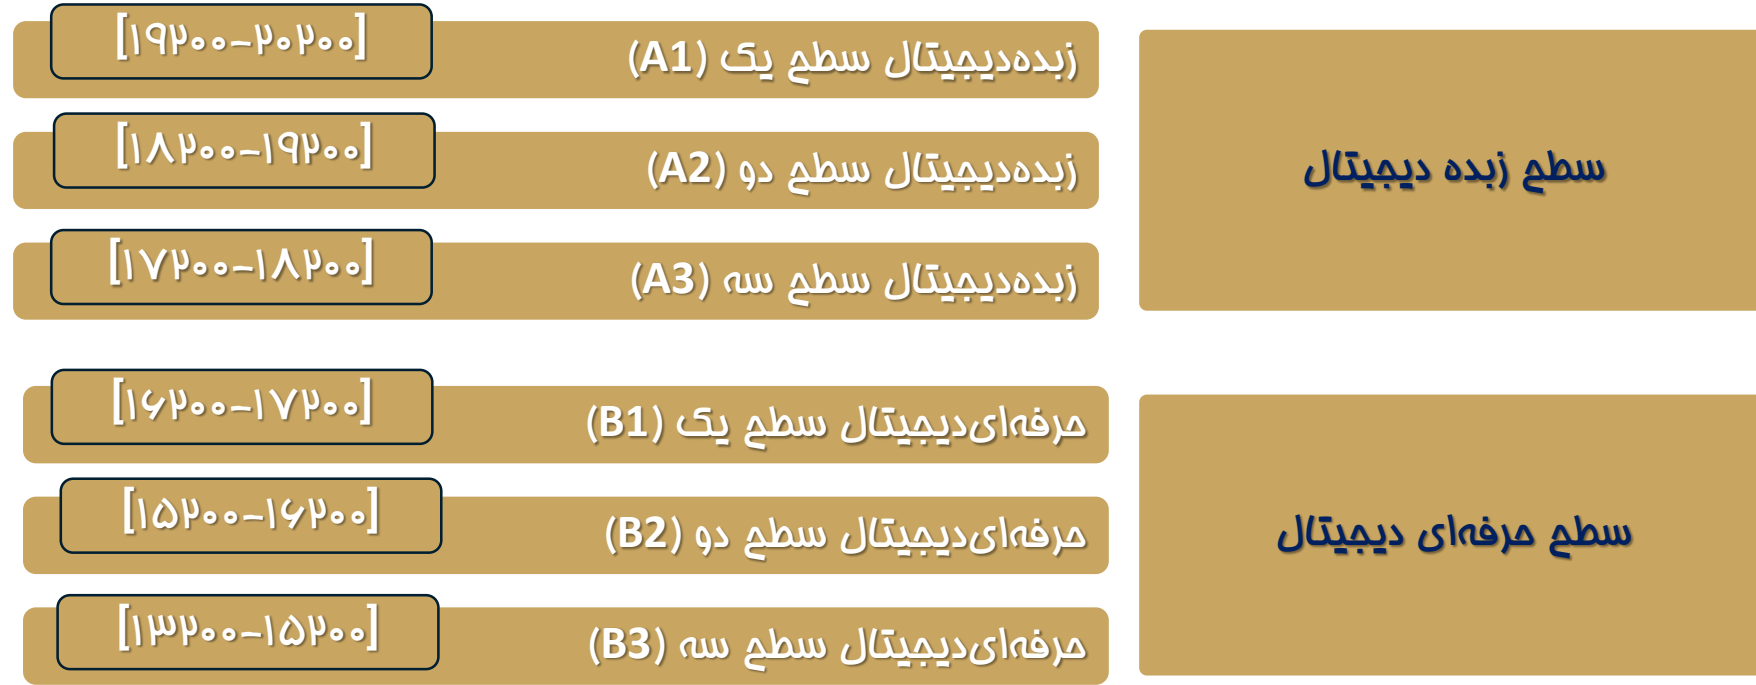 سطح زبده دیجیتال
زبده‌دیجیتال سطح یک (A1)
[۱۹۲۰۰-۲۰۲۰۰]
زبده‌دیجیتال سطح دو (A2)
[۱۸۲۰۰-۱۹۲۰۰]
زبده‌دیجیتال سطح سه (A3)
[۱۷۲۰۰-۱۸۲۰۰]
سطح حرفه‌ای دیجیتال
حرفه‌ای‌دیجیتال سطح یک (B1)
[۱۶۲۰۰-۱۷۲۰۰]
حرفه‌ای‌دیجیتال سطح دو (B2)
[۱۵۲۰۰-۱۶۲۰۰]
حرفه‌ای‌دیجیتال سطح سه (B3)
[۱۳۲۰۰-۱۵۲۰۰]